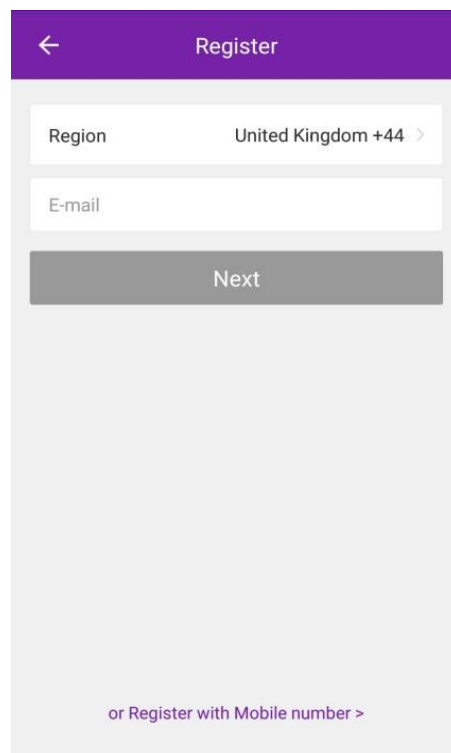 Register
Region United Kingdom +44 >
E-mail
Next
or Register with Mobile number >